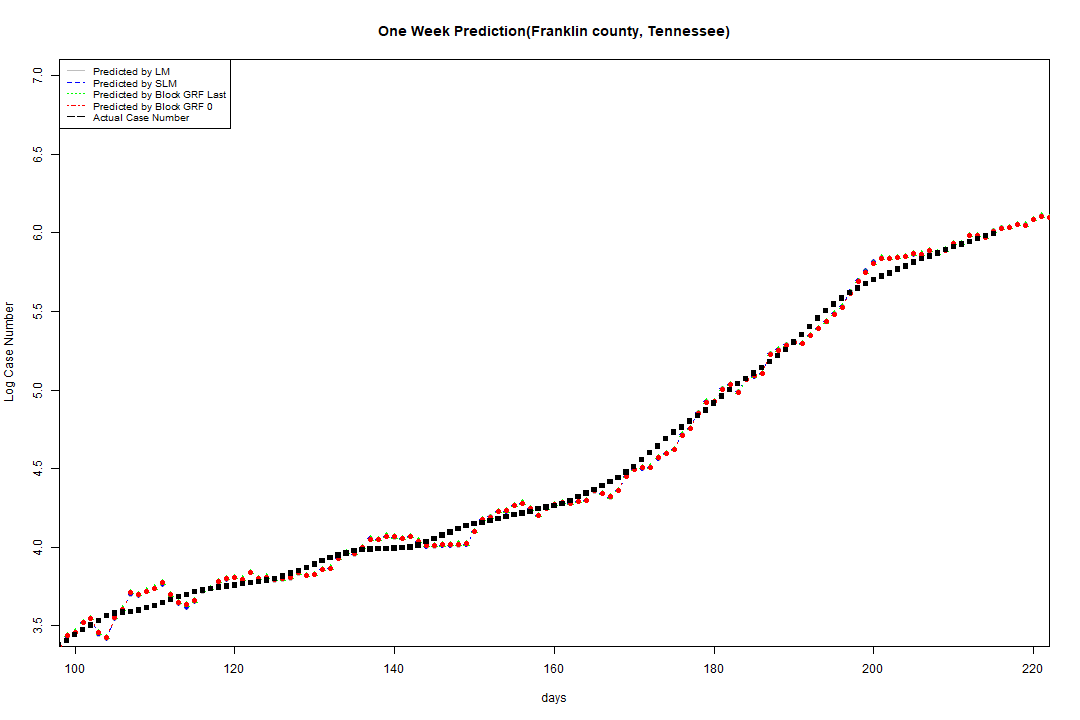 One Week Prediction(Franklin county, Tennessee)
Predicted by LM
Predicted by SLM
Predicted by Block GRF Last
Predicted by Block GRF 0
Actual Case Number
7.0
6.5
6.0
5.5
5.0
4.5
4.0
3.5
Log Case Number
100 120 140 160 180 200 220
days